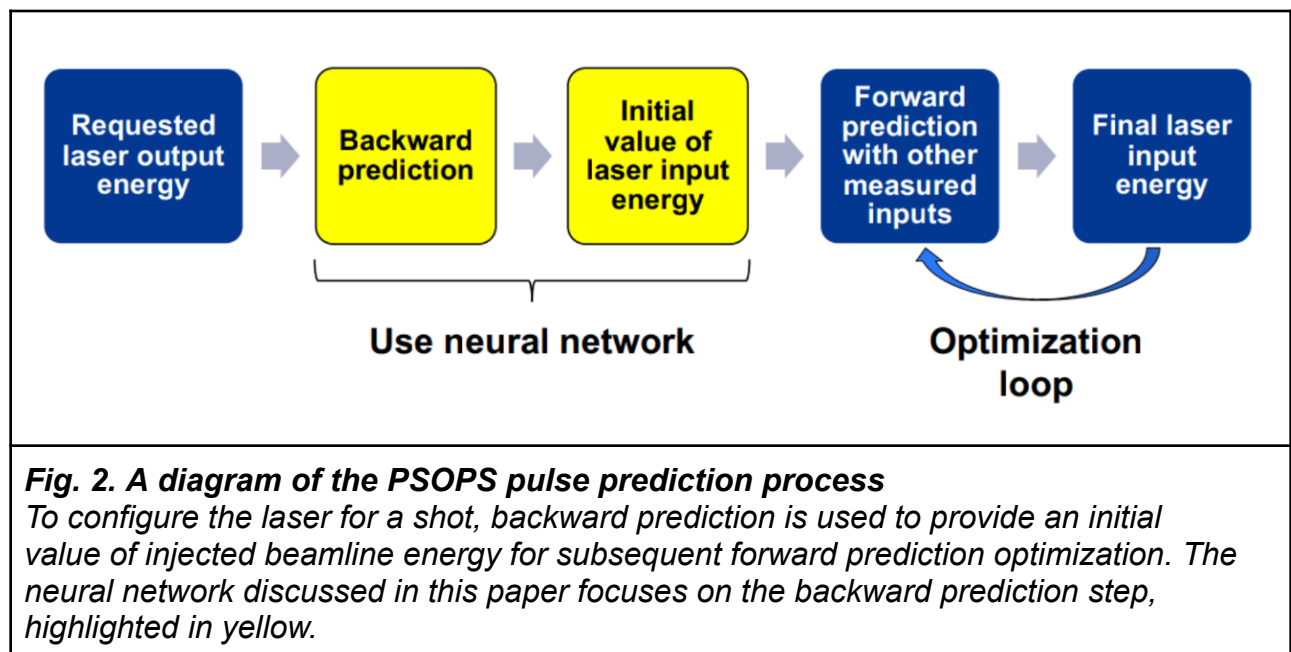 Requested
laser output
energy
Backward
prediction
Initial
value of
laser input
energy
Forward
prediction
with other
measured
inputs
Final laser
input
energy
Use neural network
Optimization
loop
Fig. 2. A diagram of the PSOPS pulse prediction process
To configure the laser for a shot, backward prediction is used to provide an initial
value of injected beamline energy for subsequent forward prediction optimization. The
neural network discussed in this paper focuses on the backward prediction step,
highlighted in yellow.